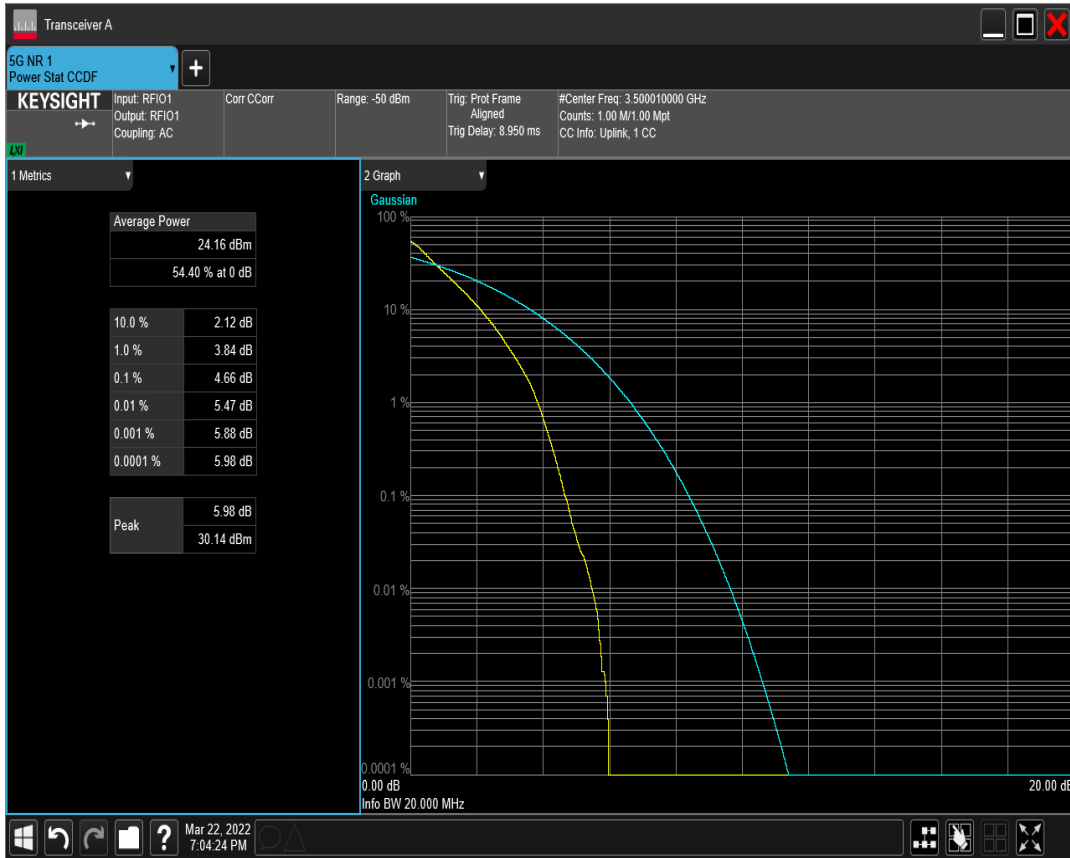 Transceiver A
5G NR 1
Power Stat CCDF
KEYSIGHT
LXI
Input: RFIO1
Output: RFIO1
Coupling: AC
Corr CCorr
Range: -50 dBm
Trig: Prot Frame
Aligned
Trig Delay: 8.950 ms
#Center Freq: 3.500010000 GHz
Counts: 1.00 M/1.00 Mpt
CC Info: Uplink, 1 CC
1 Metrics
Average Power
24.16 dBm
54.40 % at 0 dB
10.0 % 2.12 dB
1.0 % 3.84 dB
0.1 % 4.66 dB
0.01 % 5.47 dB
0.001 % 5.88 dB
0.0001 % 5.98 dB
Peak
5.98 dB
30.14 dBm
2 Graph
Gaussian
100 %
10 %
1 %
0.1 %
0.01 %
0.001 %
0.0001 %
0.00 dB 20.00 dB
Info BW 20.000 MHz
?
Mar 22, 2022
7:04:24 PM